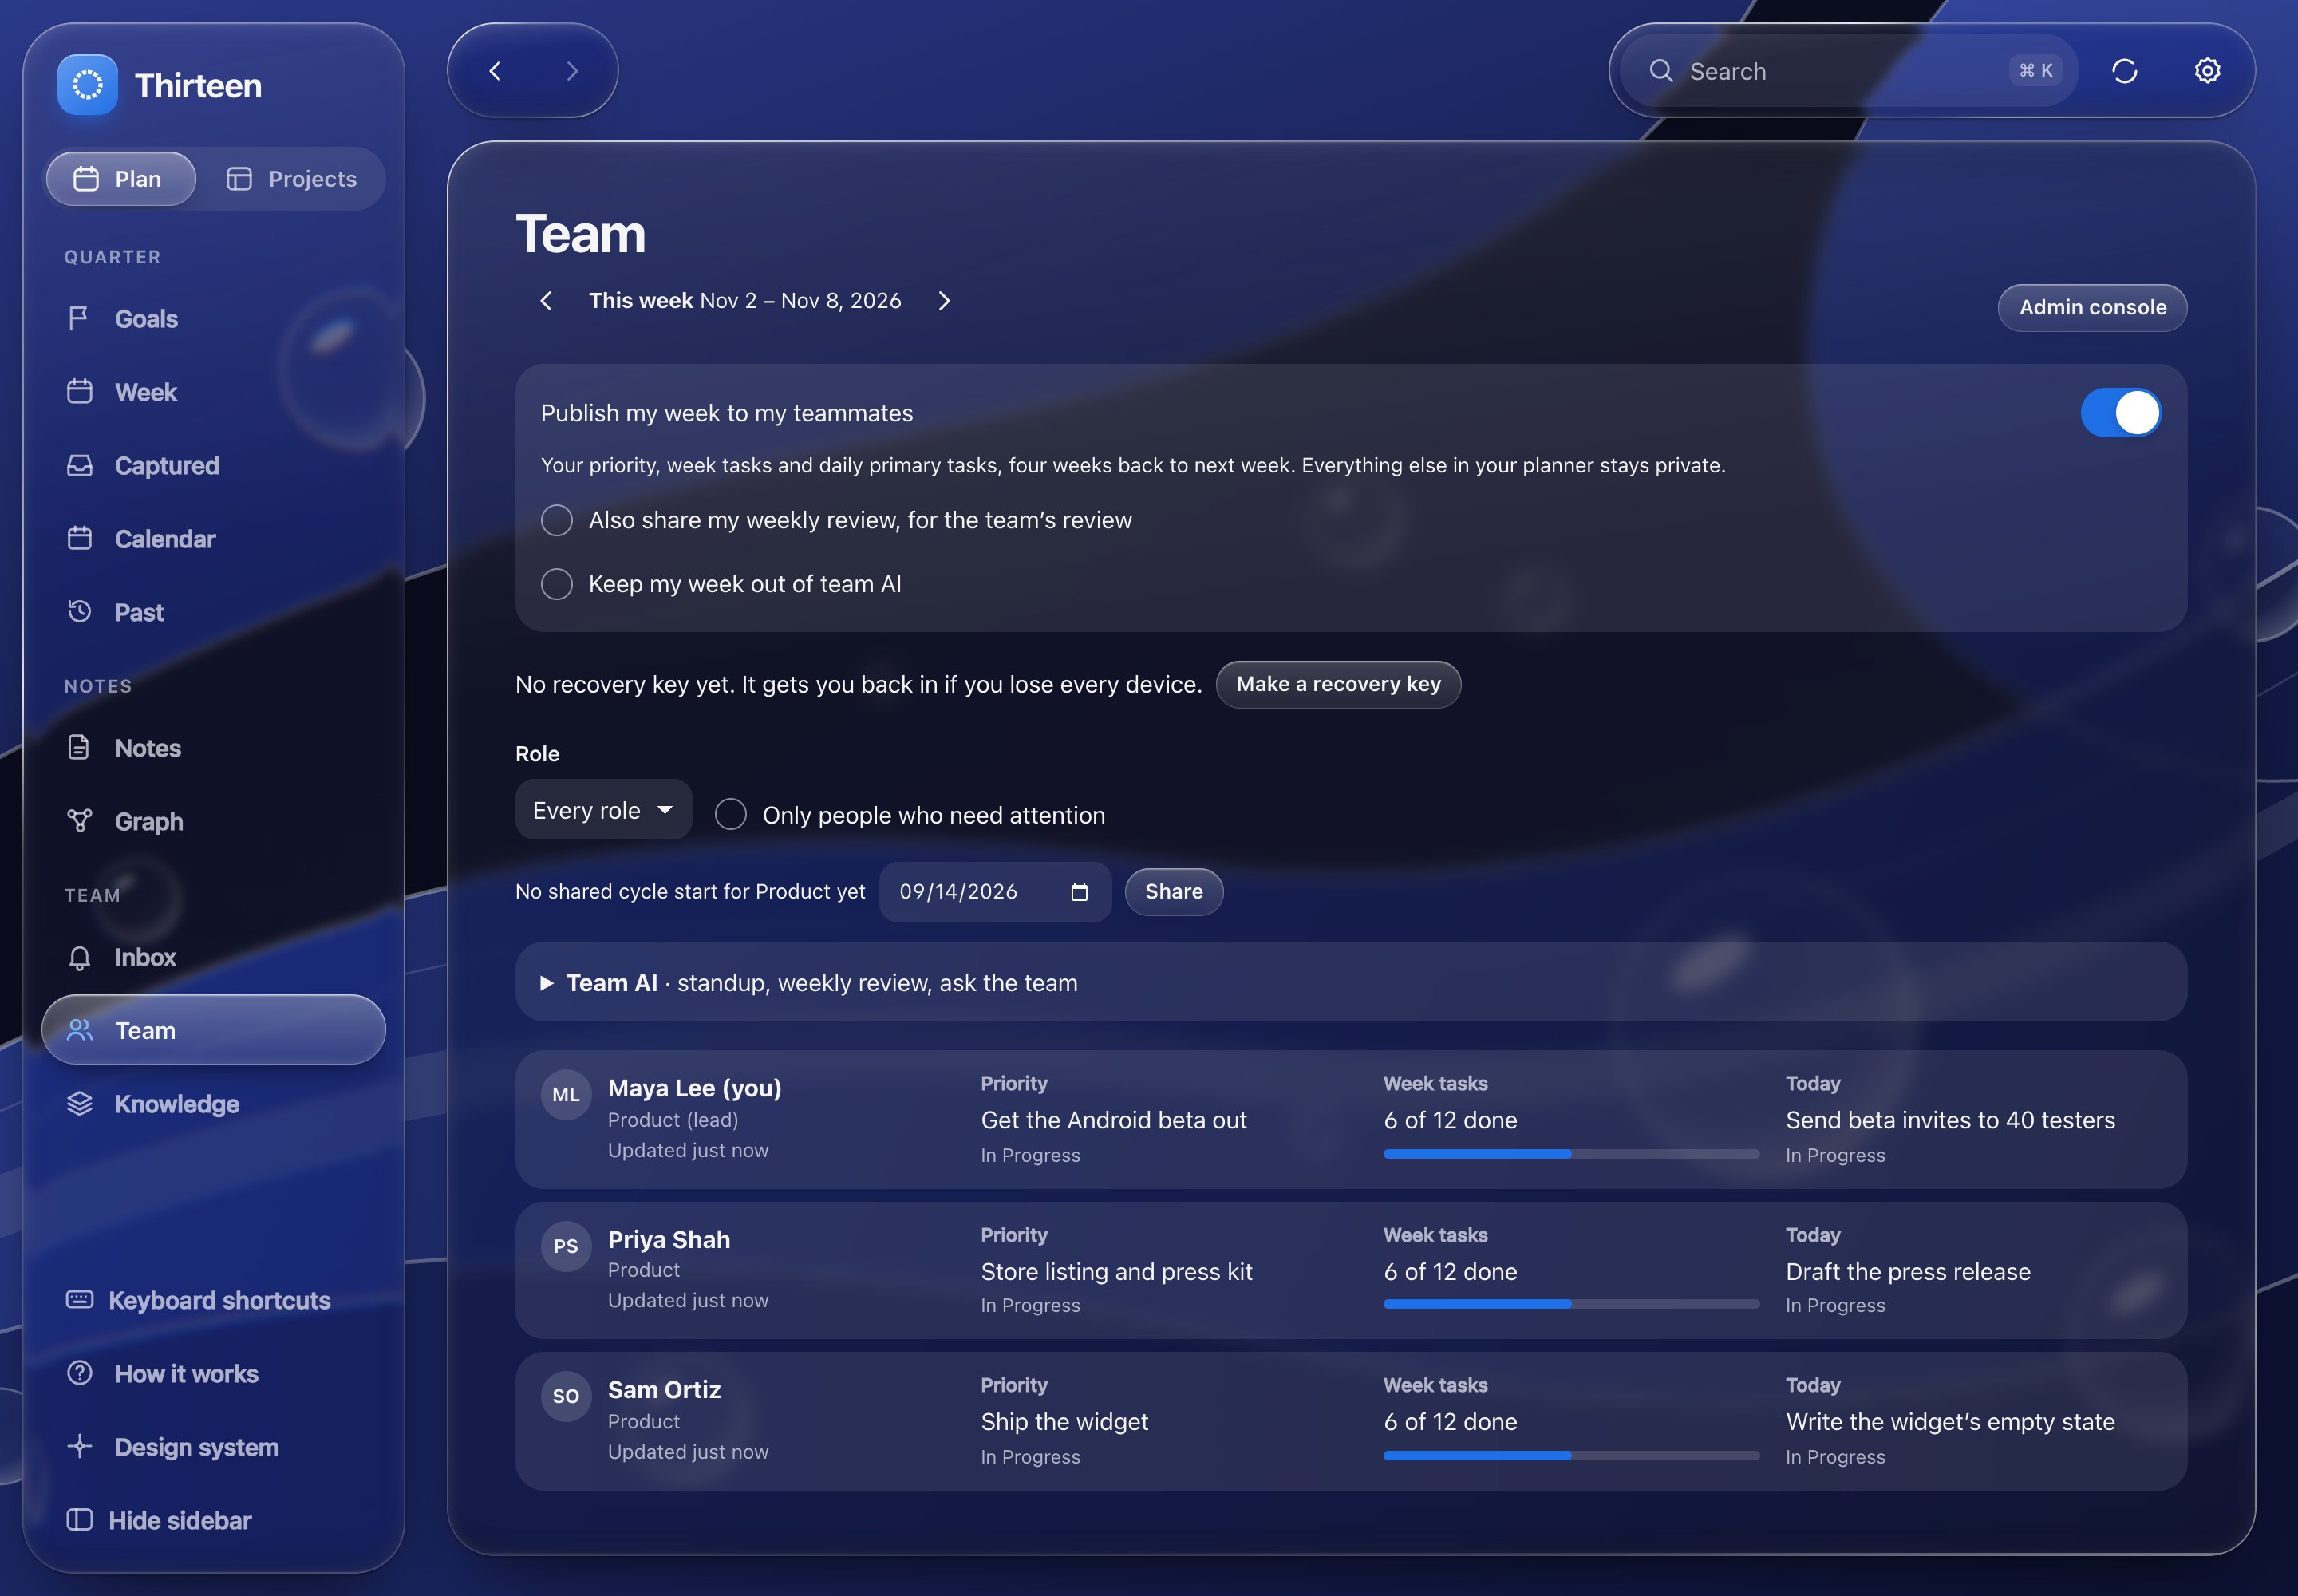 Thirteen
Plan
Projects
QUARTER
Goals
Week
Captured
Calendar
Past
NOTES
Notes
Graph
TEAM
Inbox
Team
Knowledge
Keyboard shortcuts
How it works
Design system
Hide sidebar
Search
⌘ K
Team
This week Nov 2 – Nov 8, 2026
Admin console
Publish my week to my teammates
Your priority, week tasks and daily primary tasks, four weeks back to next week. Everything else in your planner stays private.
Also share my weekly review, for the team’s review
Keep my week out of team AI
No recovery key yet. It gets you back in if you lose every device.
Make a recovery key
Role
Every role
Only people who need attention
No shared cycle start for Product yet
09/14/2026
Share
Team AI · standup, weekly review, ask the team
ML
Maya Lee (you)
Product (lead)
Updated just now
Priority
Get the Android beta out
In Progress
Week tasks
6 of 12 done
Today
Send beta invites to 40 testers
In Progress
PS
Priya Shah
Product
Updated just now
Priority
Store listing and press kit
In Progress
Week tasks
6 of 12 done
Today
Draft the press release
In Progress
SO
Sam Ortiz
Product
Updated just now
Priority
Ship the widget
In Progress
Week tasks
6 of 12 done
Today
Write the widget’s empty state
In Progress